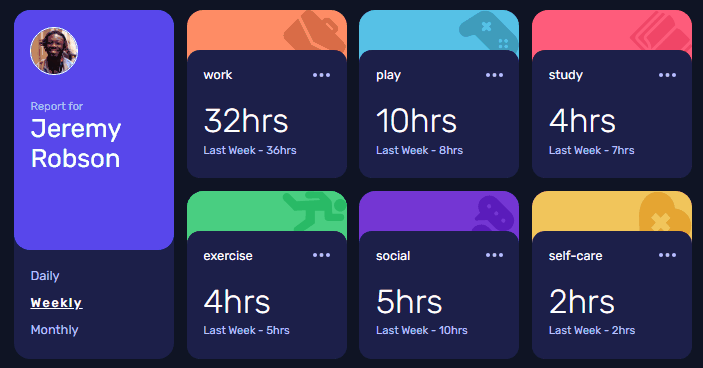 Report for
Jeremy
Robson
Daily
Weekly
Monthly
work
32hrs
Last Week - 36hrs
play
10hrs
Last Week - 8hrs
study
4hrs
Last Week - 7hrs
exercise
4hrs
Last Week - 5hrs
social
5hrs
Last Week - 10hrs
self-care
2hrs
Last Week - 2hrs